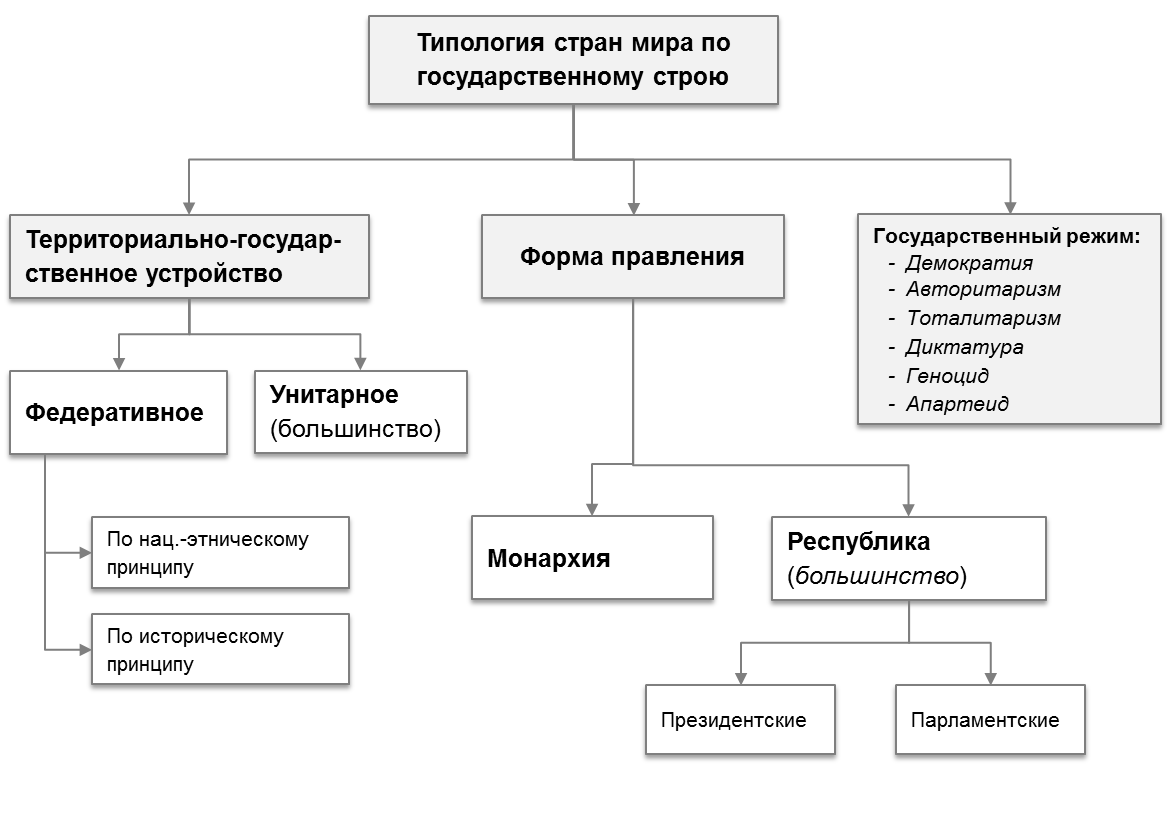 Типология стран мира по
государственному строю
Территориально-государ-
ственное устройство
Форма правления
Государственный режим:
- Демократия
- Авторитаризм
- Тоталитаризм
- Диктатура
- Геноцид
- Апартеид
Федеративное
Унитарное
(большинство)
По нац.-этническому
принципу
По историческому
принципу
Монархия
Республика
(большинство)
Президентские
Парламентские